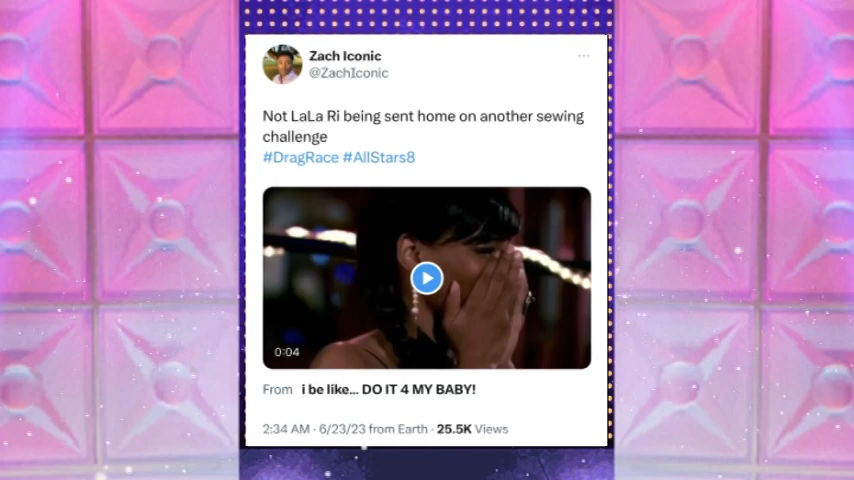 Zach Iconic
@ZachIconic
Not LaLa Ri being sent home on another sewing
challenge
#DragRace #AllStars8
0:04
From i be like... DO IT 4 MY BABY!
2:34 AM · 6/23/23 from Earth · 25.5K Views